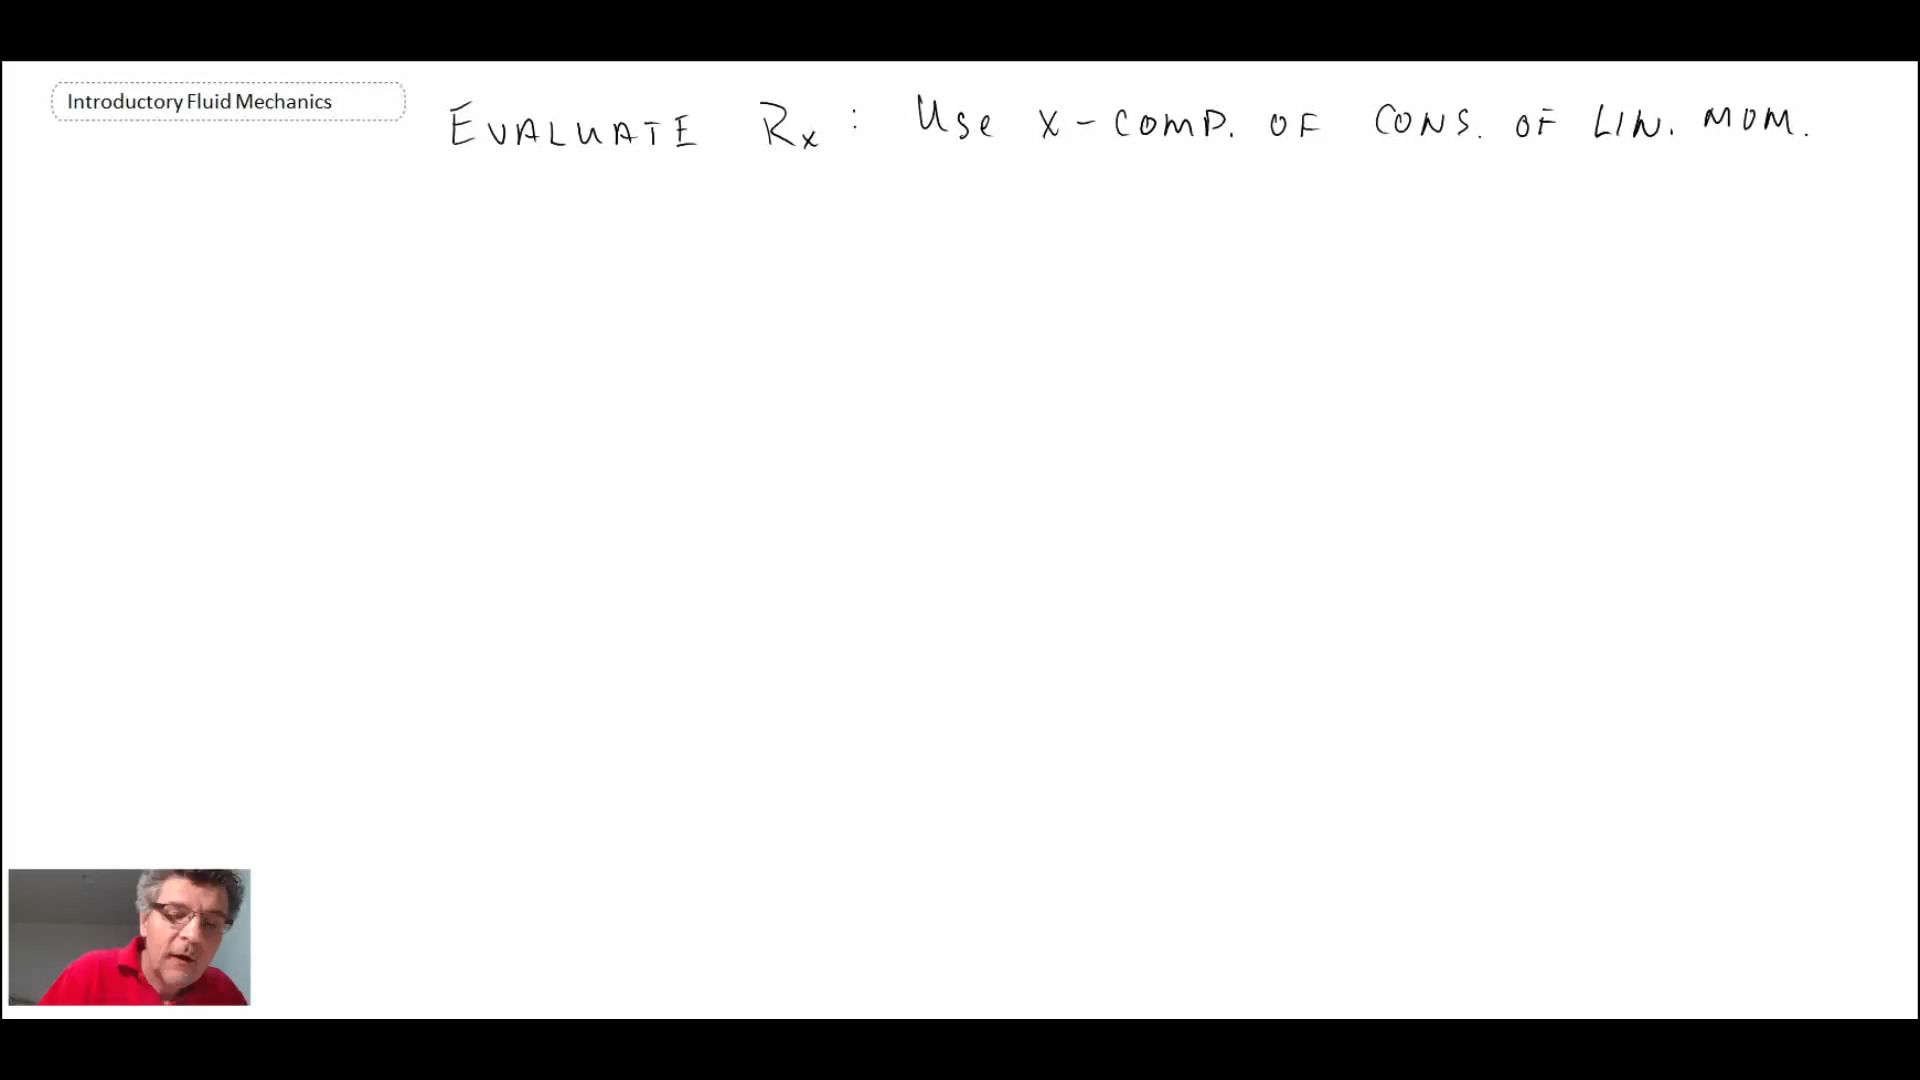 Introductory Fluid Mechanics
EVALUATE Rx : Use x-COMP. OF CONS. OF LIN. MOM.